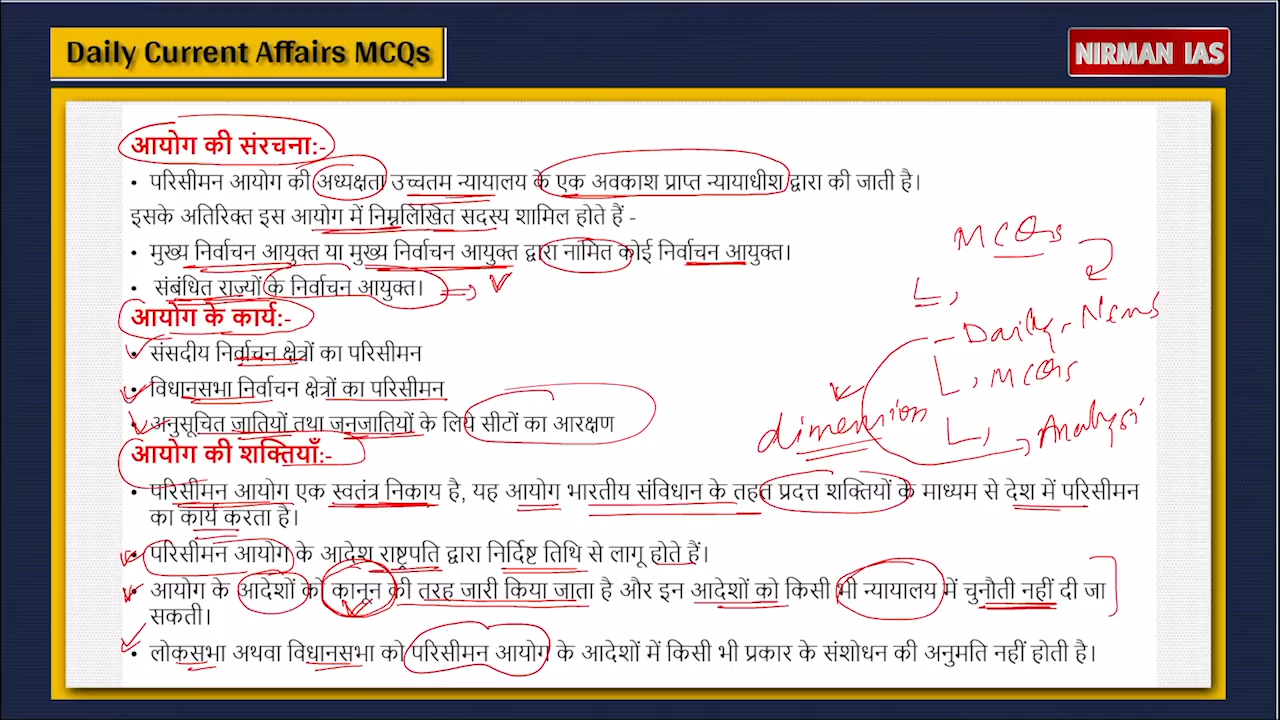 Daily Current Affairs MCQs
NIRMAN IAS
आयोग की संरचना:-
• परिसीमन आयोग की अध्यक्षता उच्चतम न्यायालय के एक अवकाश प्राप्त न्यायाधीश द्वारा की जाती है।
इसके अतिरिक्त इस आयोग में निम्नलिखित सदस्य शामिल होते हैं -
• मुख्य निर्वाचन आयुक्त या मुख्य निर्वाचन आयुक्त द्वारा नामित कोई निर्वाचन आयुक्त।
• संबंधित राज्यों के निर्वाचन आयुक्त।
आयोग के कार्य:-
• संसदीय निर्वाचन क्षेत्रों का परिसीमन
• विधानसभा निर्वाचन क्षेत्रों का परिसीमन
• अनुसूचित जातियों तथा जनजातियों के लिए सीटों का आरक्षण
आयोग की शक्तियाँ:-
• परिसीमन आयोग एक स्वतंत्र निकाय है, यह आयोग भारतीय संविधान के तहत प्रदत्त शक्तियों के माध्यम से देश में परिसीमन
का कार्य करता है।
• परिसीमन आयोग के आदेश राष्ट्रपति द्वारा निर्दिष्ट तिथि से लागू होते हैं।
• आयोग के आदेशों को कानून की तरह जारी किया जाता है और इन आदेशों को किसी भी न्यायालय में चुनौती नहीं दी जा
सकती।
• लोकसभा अथवा विधानसभा को परिसीमन आयोग के आदेशों में किसी भी प्रकार के संशोधन की अनुमति नहीं होती है।
MCQs
Daily-News
MCQs
dimension
Analysis